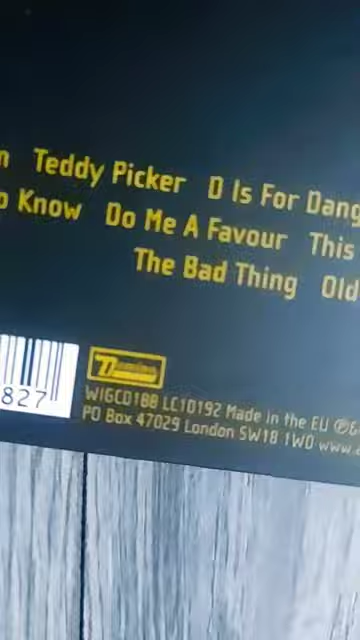 n Teddy Picker D Is For Dang
o Know Do Me A Favour This
The Bad Thing Old
827
Domino
WIGCD188 LC10192 Made in the EU ℗&
PO Box 47029 London SW18 1WD www.